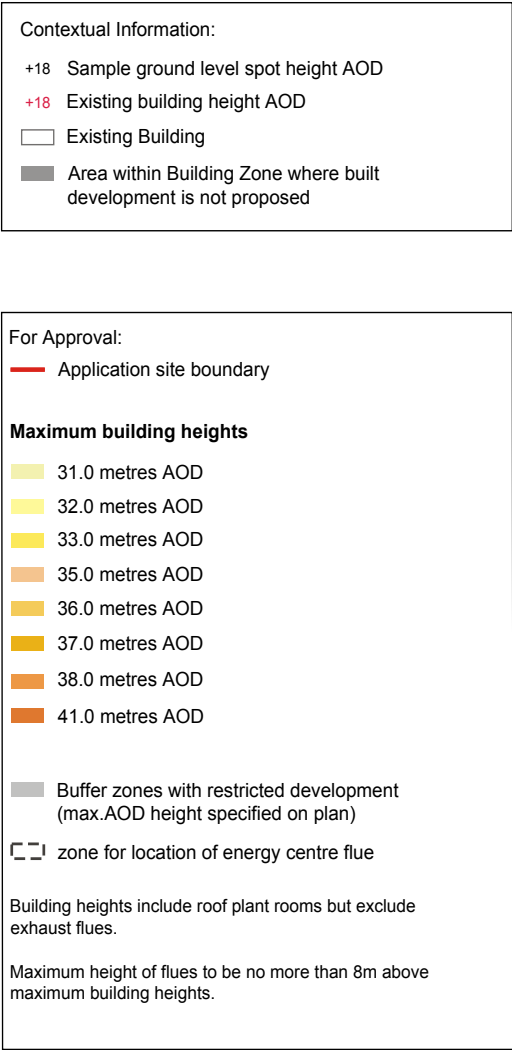 Contextual Information:
+18 Sample ground level spot height AOD
+18 Existing building height AOD
Existing Building
Area within Building Zone where built
development is not proposed
For Approval:
Application site boundary
Maximum building heights
31.0 metres AOD
32.0 metres AOD
33.0 metres AOD
35.0 metres AOD
36.0 metres AOD
37.0 metres AOD
38.0 metres AOD
41.0 metres AOD
Buffer zones with restricted development
(max.AOD height specified on plan)
zone for location of energy centre flue
Building heights include roof plant rooms but exclude
exhaust flues.
Maximum height of flues to be no more than 8m above
maximum building heights.